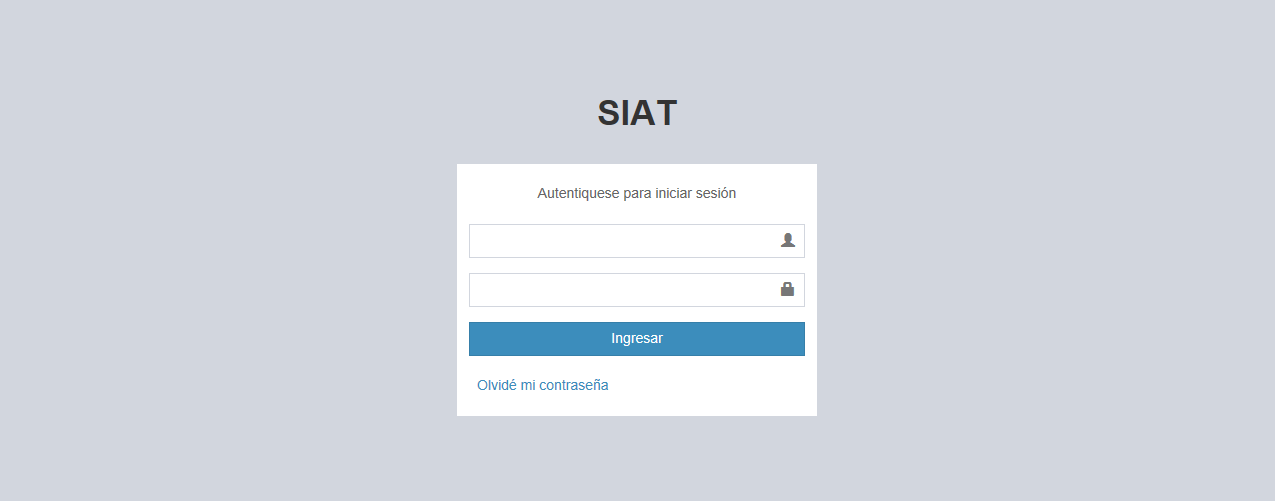 SIAT
Autentiquese para iniciar sesión
Ingresar
Olvidé mi contraseña